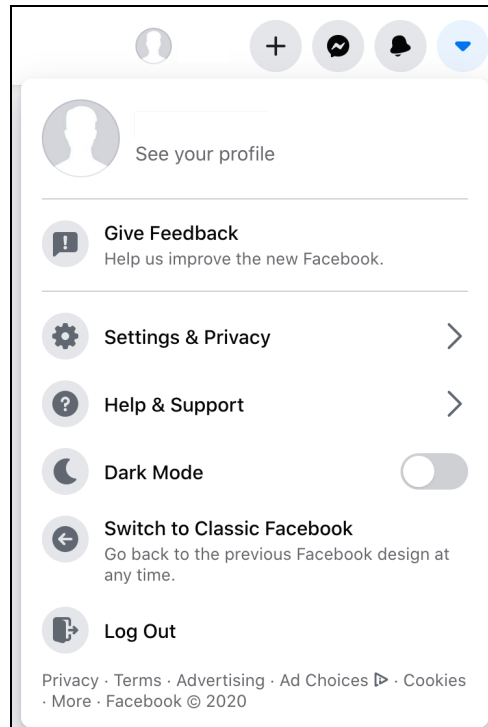 See your profile
Give Feedback
Help us improve the new Facebook.
Settings & Privacy
Help & Support
Dark Mode
Switch to Classic Facebook
Go back to the previous Facebook design at
any time.
Log Out
Privacy · Terms · Advertising · Ad Choices · Cookies
· More · Facebook © 2020